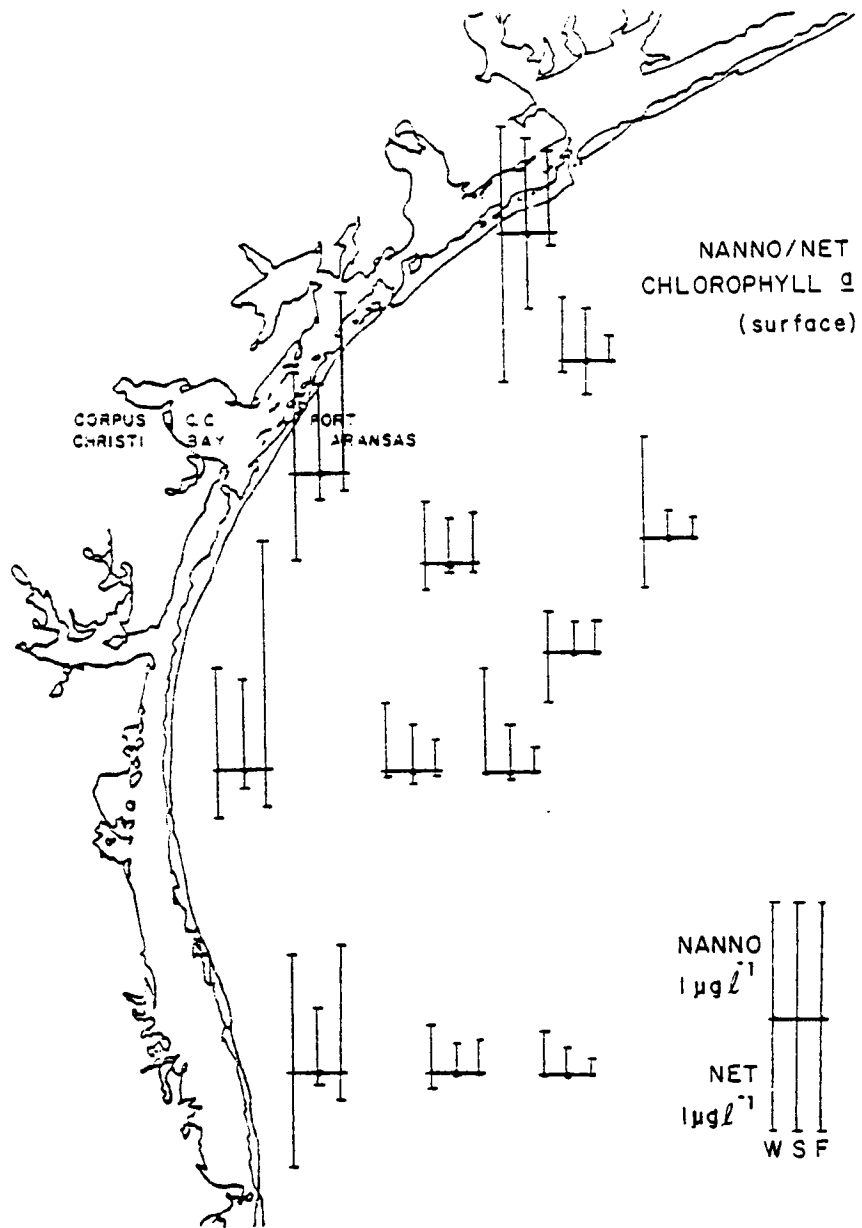 NANNO/NET
CHLOROPHYLL a
(surface)
CORPUS
CHRISTI
C.C.
BAY
PORT
ARANSAS
NANNO
1 µg ℓ⁻¹
NET
1 µg ℓ⁻¹
W S F